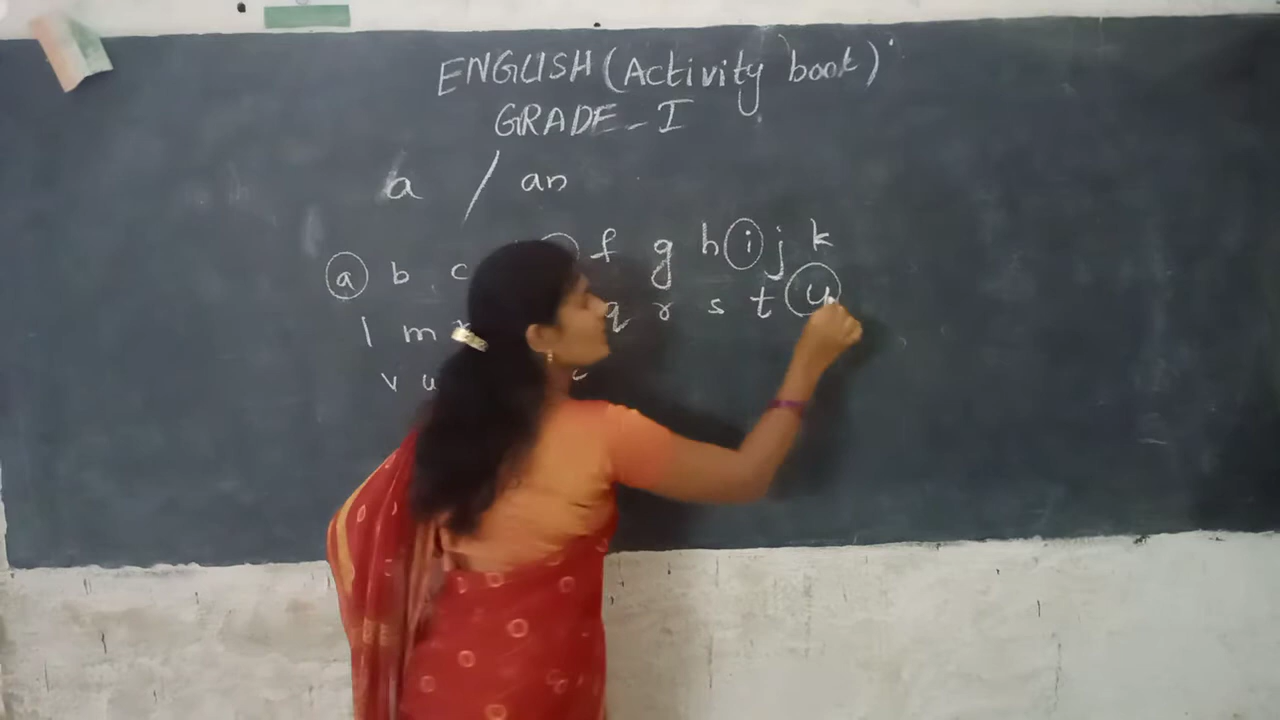 ENGLISH (Activity book)
GRADE - I
a / an
a b c f g h i j k
l m q r s t u
v u